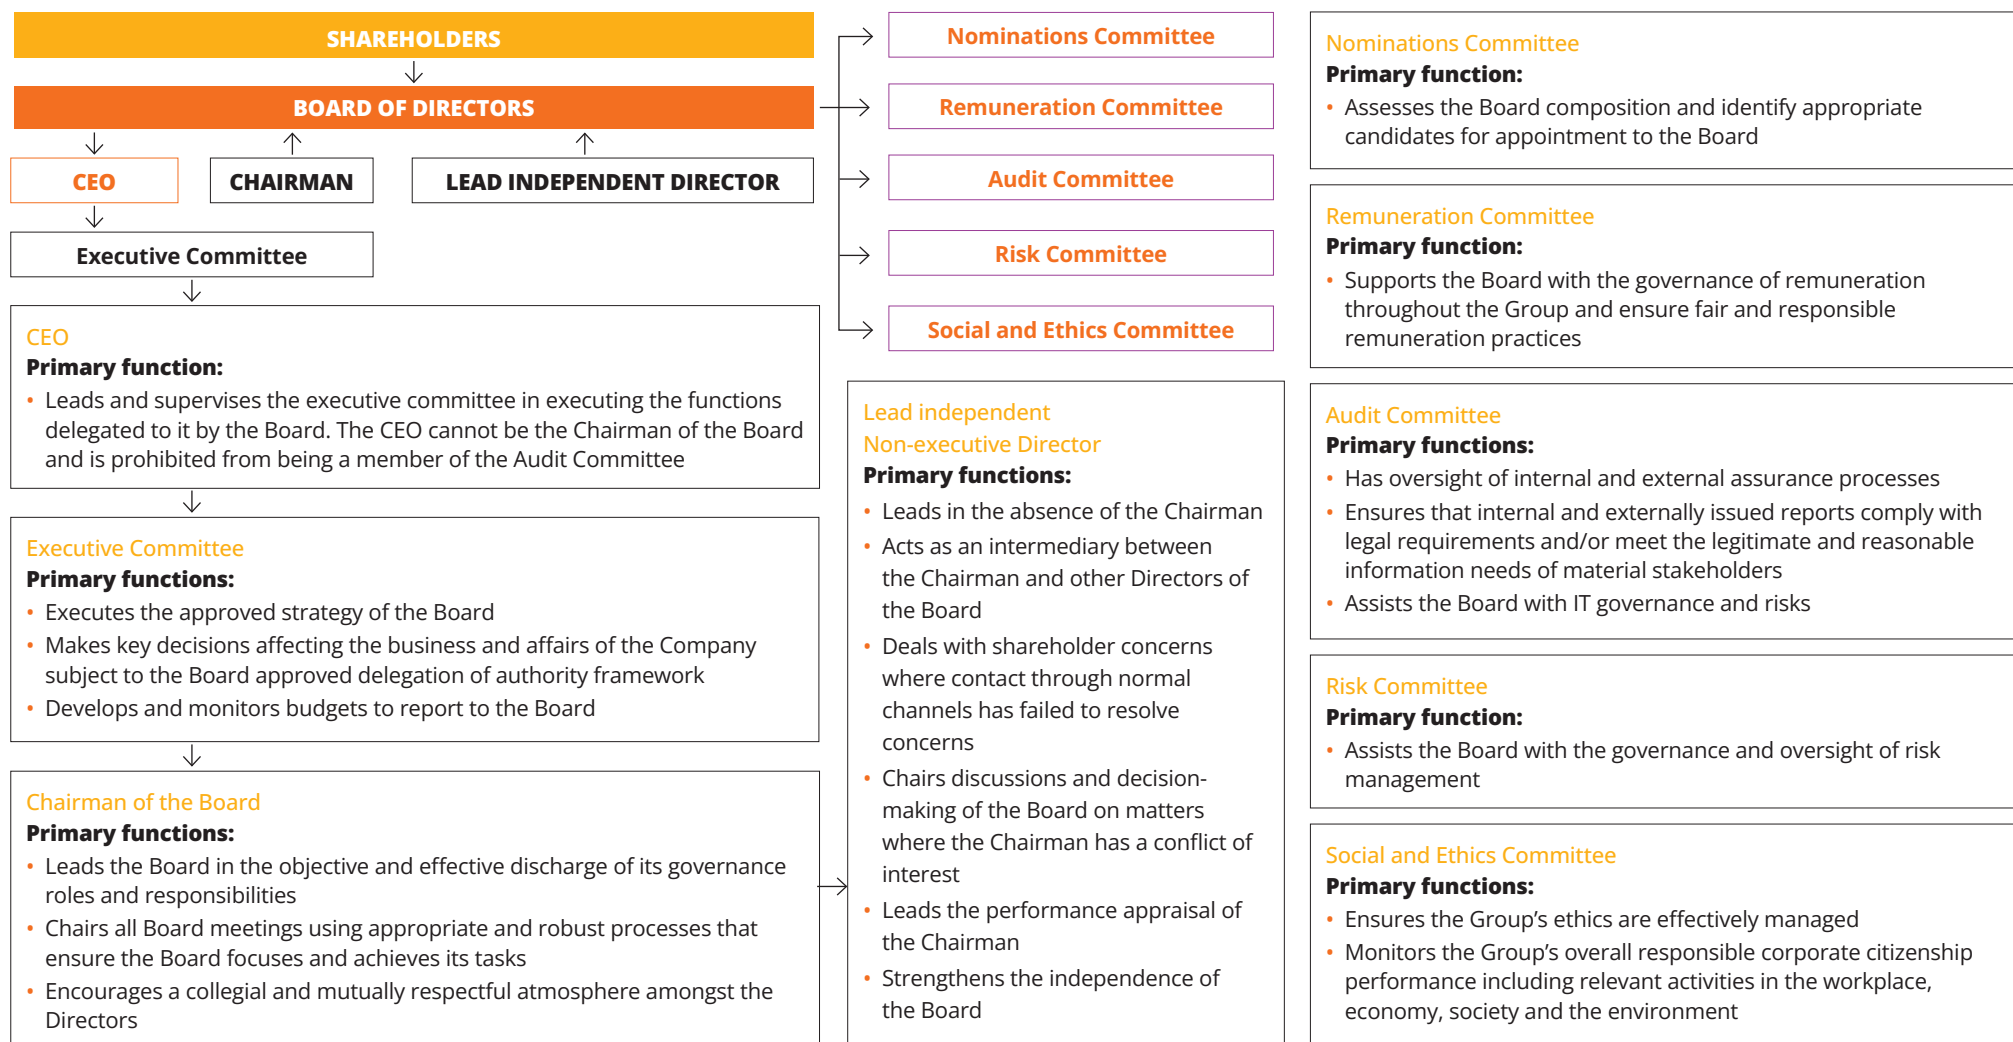 SHAREHOLDERS
BOARD OF DIRECTORS
CEO
CHAIRMAN
LEAD INDEPENDENT DIRECTOR
Executive Committee
CEO
Primary function:
• Leads and supervises the executive committee in executing the functions
delegated to it by the Board. The CEO cannot be the Chairman of the Board
and is prohibited from being a member of the Audit Committee
Executive Committee
Primary functions:
• Executes the approved strategy of the Board
• Makes key decisions affecting the business and affairs of the Company
subject to the Board approved delegation of authority framework
• Develops and monitors budgets to report to the Board
Chairman of the Board
Primary functions:
• Leads the Board in the objective and effective discharge of its governance
roles and responsibilities
• Chairs all Board meetings using appropriate and robust processes that
ensure the Board focuses and achieves its tasks
• Encourages a collegial and mutually respectful atmosphere amongst the
Directors
Nominations Committee
Remuneration Committee
Audit Committee
Risk Committee
Social and Ethics Committee
Lead independent
Non-executive Director
Primary functions:
• Leads in the absence of the Chairman
• Acts as an intermediary between
the Chairman and other Directors of
the Board
• Deals with shareholder concerns
where contact through normal
channels has failed to resolve
concerns
• Chairs discussions and decision-
making of the Board on matters
where the Chairman has a conflict of
interest
• Leads the performance appraisal of
the Chairman
• Strengthens the independence of
the Board
Nominations Committee
Primary function:
• Assesses the Board composition and identify appropriate
candidates for appointment to the Board
Remuneration Committee
Primary function:
• Supports the Board with the governance of remuneration
throughout the Group and ensure fair and responsible
remuneration practices
Audit Committee
Primary functions:
• Has oversight of internal and external assurance processes
• Ensures that internal and externally issued reports comply with
legal requirements and/or meet the legitimate and reasonable
information needs of material stakeholders
• Assists the Board with IT governance and risks
Risk Committee
Primary function:
• Assists the Board with the governance and oversight of risk
management
Social and Ethics Committee
Primary functions:
• Ensures the Group’s ethics are effectively managed
• Monitors the Group’s overall responsible corporate citizenship
performance including relevant activities in the workplace,
economy, society and the environment